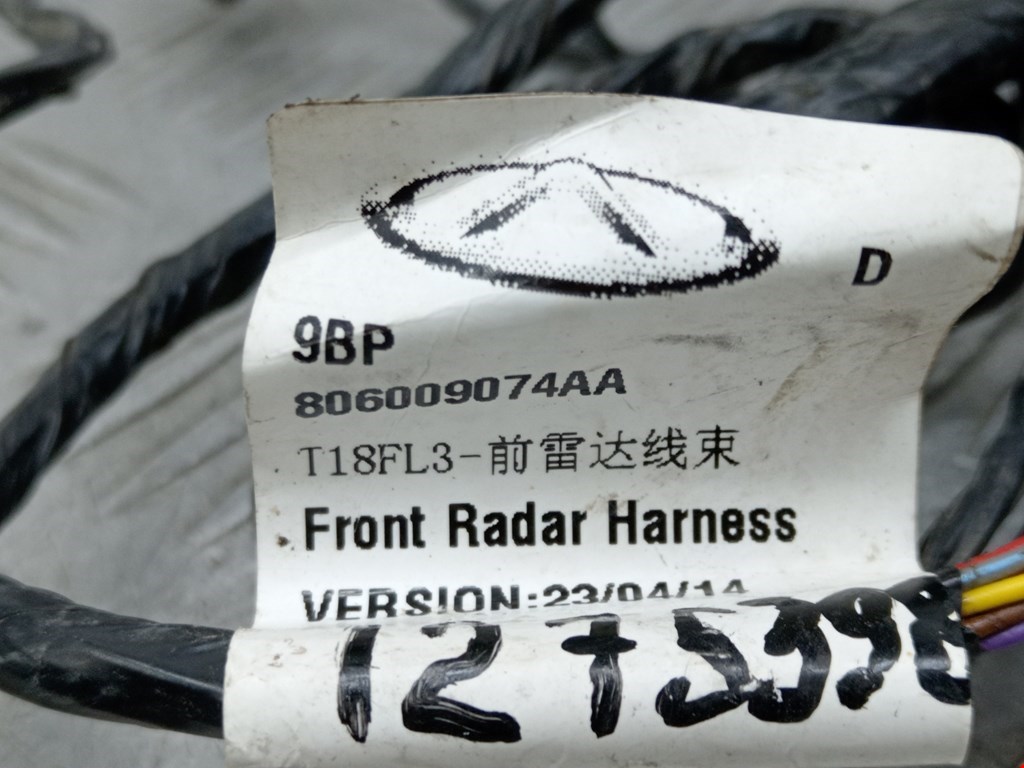 D
9BP
806009074AA
T18FL3-前雷达线束
Front Radar Harness
VERSION:23/04/14